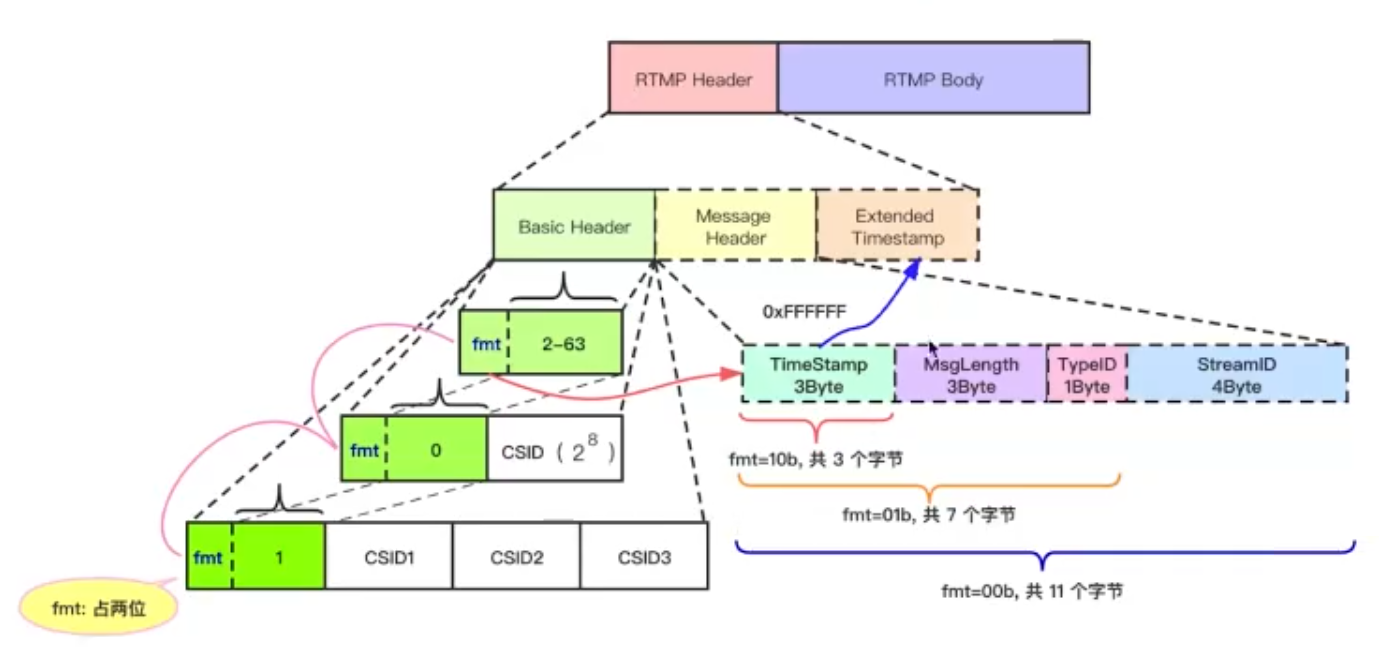 RTMP Header
RTMP Body
Basic Header
Message
Header
Extended
Timestamp
fmt
2-63
0xFFFFFF
TimeStamp
3Byte
MsgLength
3Byte
TypeID
1Byte
StreamID
4Byte
fmt
0
CSID ( 2^8 )
fmt=10b, 共 3 个字节
fmt=01b, 共 7 个字节
fmt
1
CSID1
CSID2
CSID3
fmt=00b, 共 11 个字节
fmt: 占两位